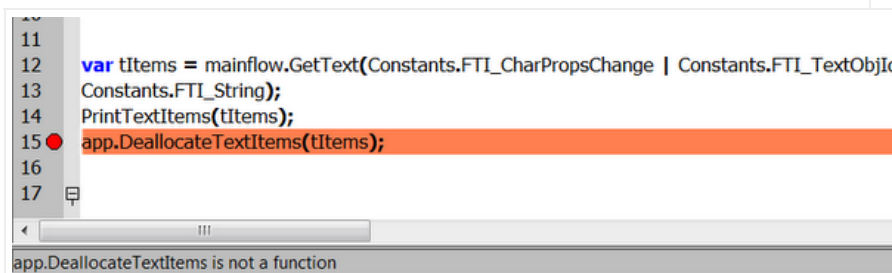 11
12 var tItems = mainflow.GetText(Constants.FTI_CharPropsChange | Constants.FTI_TextObjId
13 Constants.FTI_String);
14 PrintTextItems(tItems);
15 app.DeallocateTextItems(tItems);
16
17
app.DeallocateTextItems is not a function